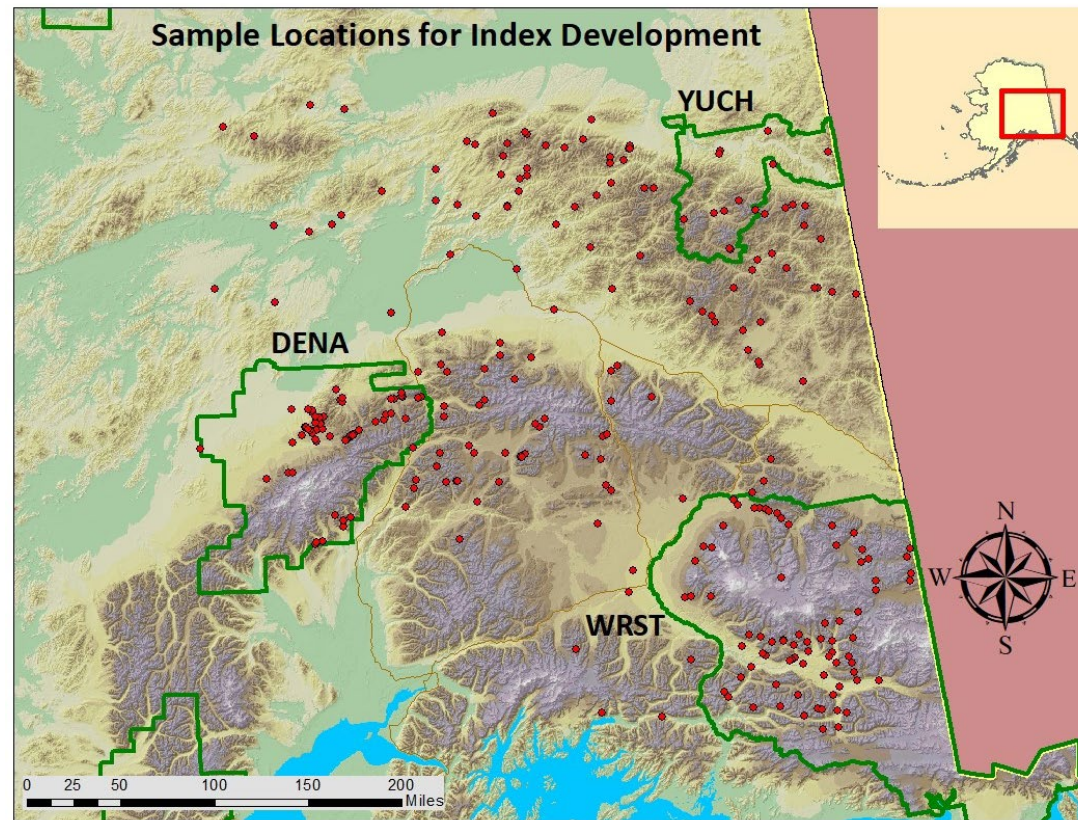 Sample Locations for Index Development
YUCH
DENA
WRST
N
W E
S
0 25 50 100 150 200
Miles